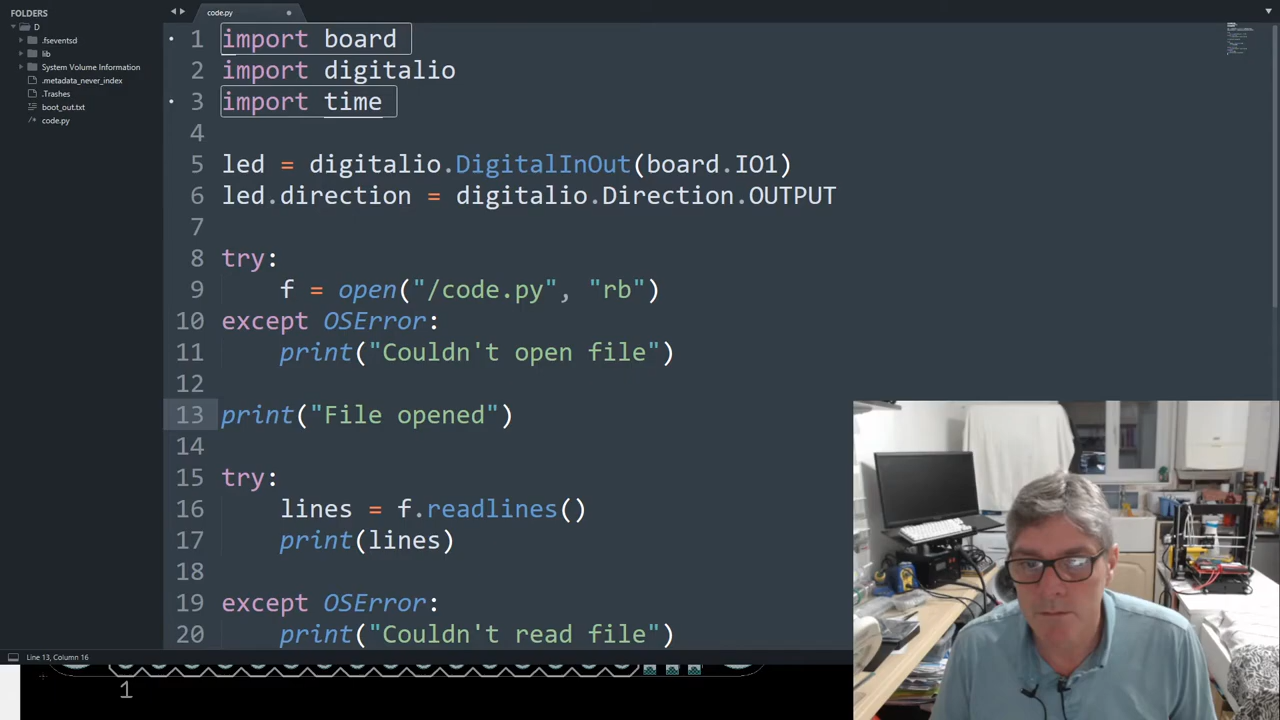 FOLDERS
D
.fseventsd
lib
System Volume Information
.metadata_never_index
.Trashes
boot_out.txt
code.py
code.py
1 import board
2 import digitalio
3 import time
4
5 led = digitalio.DigitalInOut(board.IO1)
6 led.direction = digitalio.Direction.OUTPUT
7
8 try:
9 f = open("/code.py", "rb")
10 except OSError:
11 print("Couldn't open file")
12
13 print("File opened")
14
15 try:
16 lines = f.readlines()
17 print(lines)
18
19 except OSError:
20 print("Couldn't read file")
Line 13, Column 16
1